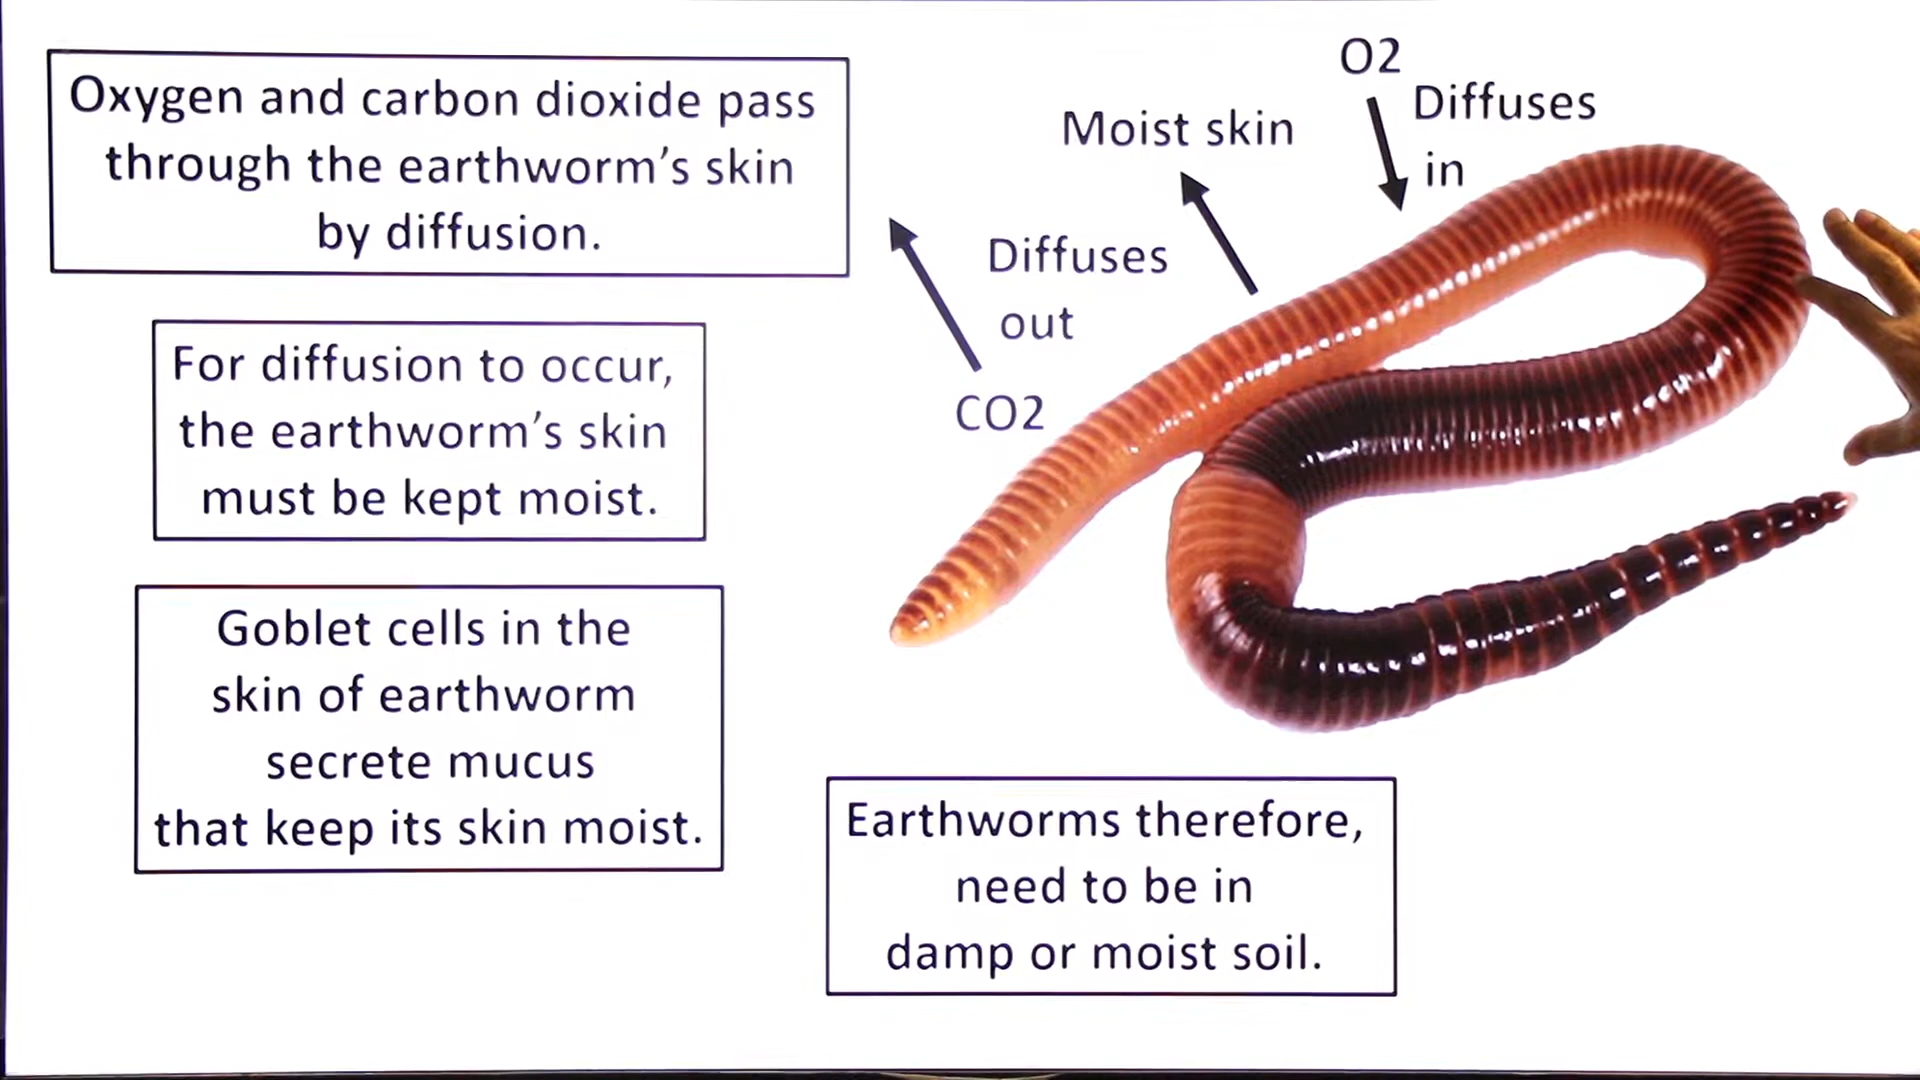 Oxygen and carbon dioxide pass
through the earthworm's skin
by diffusion.
For diffusion to occur,
the earthworm's skin
must be kept moist.
Goblet cells in the
skin of earthworm
secrete mucus
that keep its skin moist.
O2
Diffuses
in
Moist skin
Diffuses
out
CO2
Earthworms therefore,
need to be in
damp or moist soil.